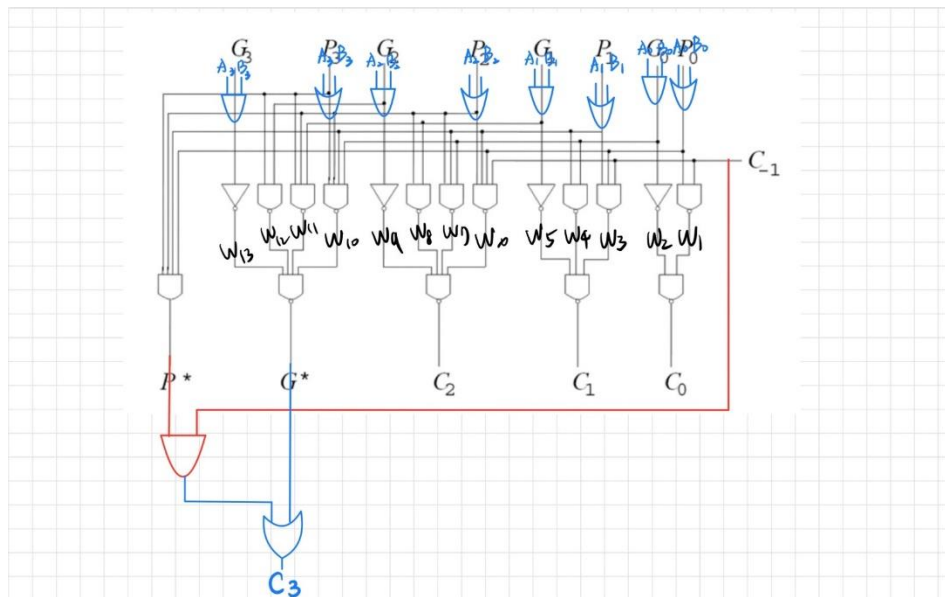 G3 P3 G2 P2 G1 P1 G0 P0
A3 B3 A3 B3 A2 B2 A2 B2 A1 B1 A1 B1 A0 B0 A0 B0
C-1
W13 W12 W11 W10 W9 W8 W7 W5 W4 W3 W2 W1
P* G* C2 C1 C0
C3